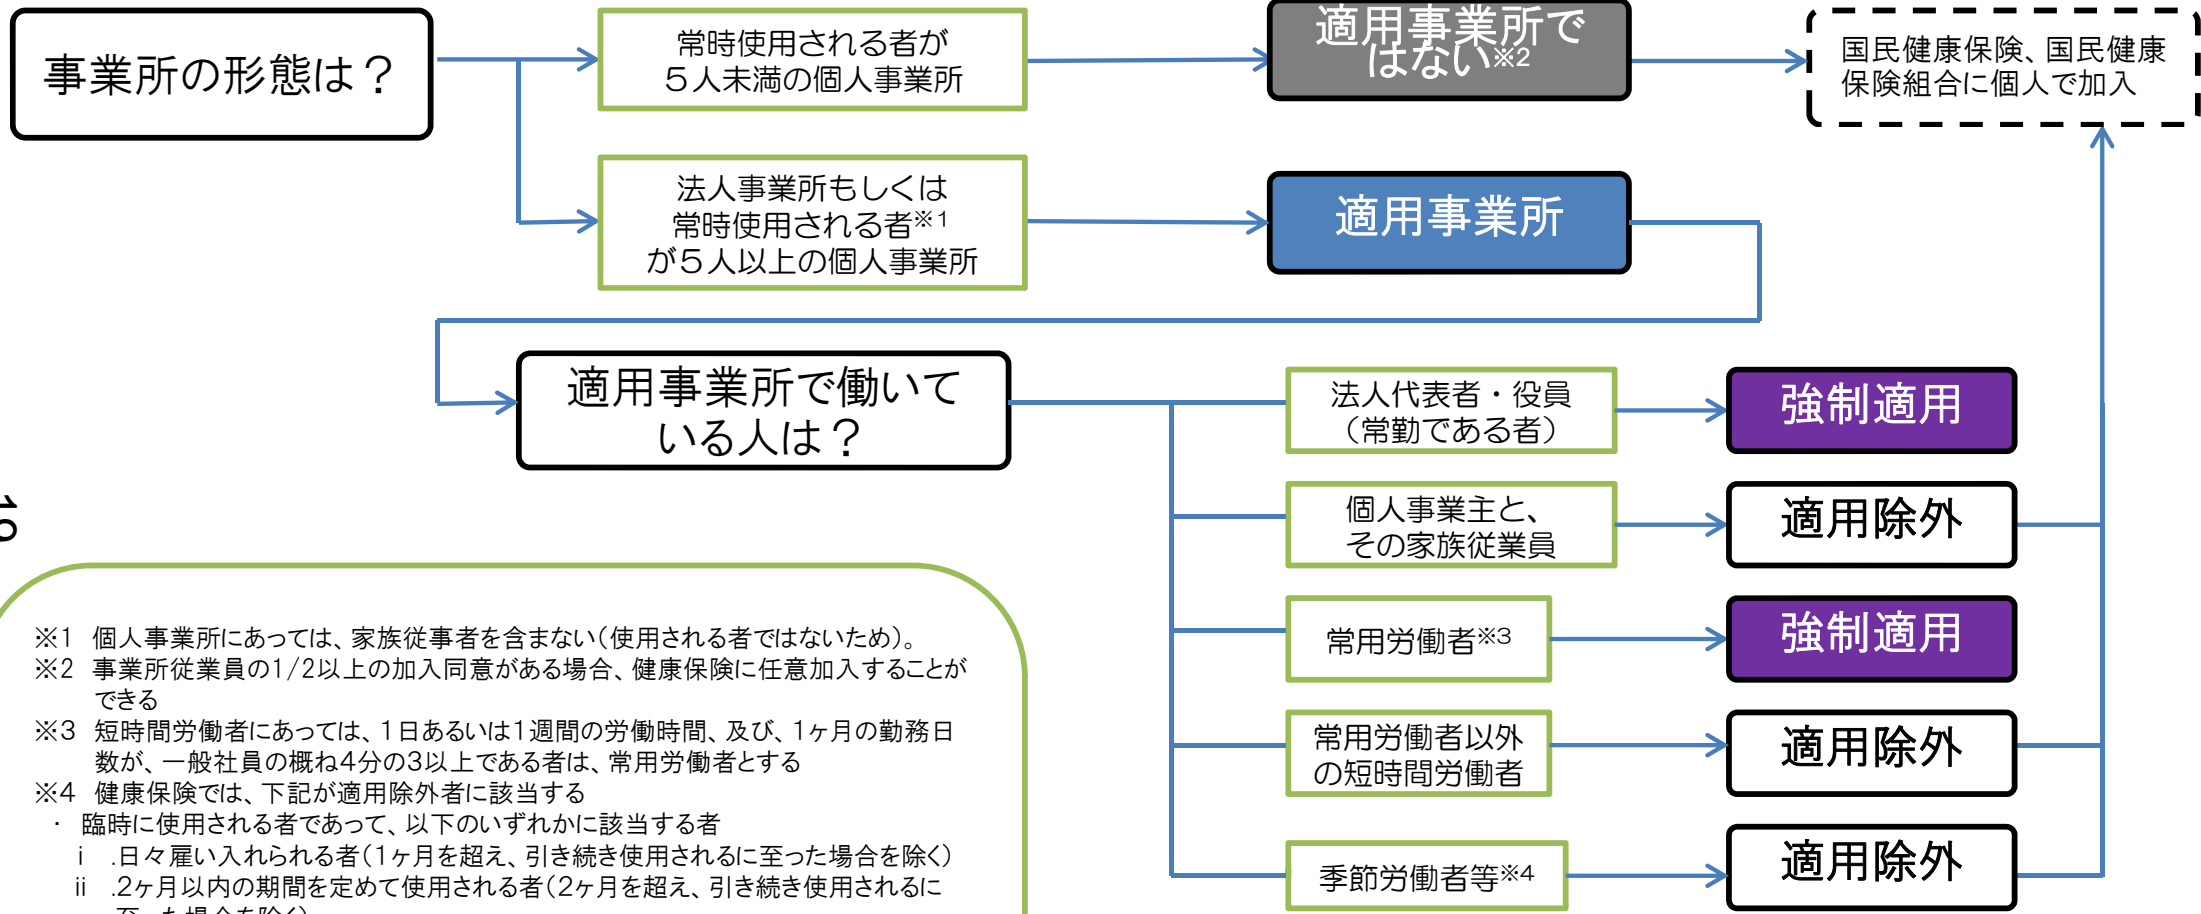 事業所の形態は？
常時使用される者が
５人未満の個人事業所
適用事業所で
はない※2
国民健康保険、国民健康
保険組合に個人で加入
法人事業所もしくは
常時使用される者※1
が５人以上の個人事業所
適用事業所
適用事業所で働いて
いる人は？
法人代表者・役員
（常勤である者）
強制適用
個人事業主と、
その家族従業員
適用除外
常用労働者※3
強制適用
常用労働者以外
の短時間労働者
適用除外
季節労働者等※4
適用除外
19
※1 個人事業所にあっては、家族従事者を含まない（使用される者ではないため）。
※2 事業所従業員の1/2以上の加入同意がある場合、健康保険に任意加入することが
できる
※3 短時間労働者にあっては、1日あるいは1週間の労働時間、及び、1ヶ月の勤務日
数が、一般社員の概ね4分の3以上である者は、常用労働者とする
※4 健康保険では、下記が適用除外者に該当する
・ 臨時に使用される者であって、以下のいずれかに該当する者
ⅰ .日々雇い入れられる者（1ヶ月を超え、引き続き使用されるに至った場合を除く）
ⅱ .2ヶ月以内の期間を定めて使用される者（2ヶ月を超え、引き続き使用されるに
至った場合を除く）